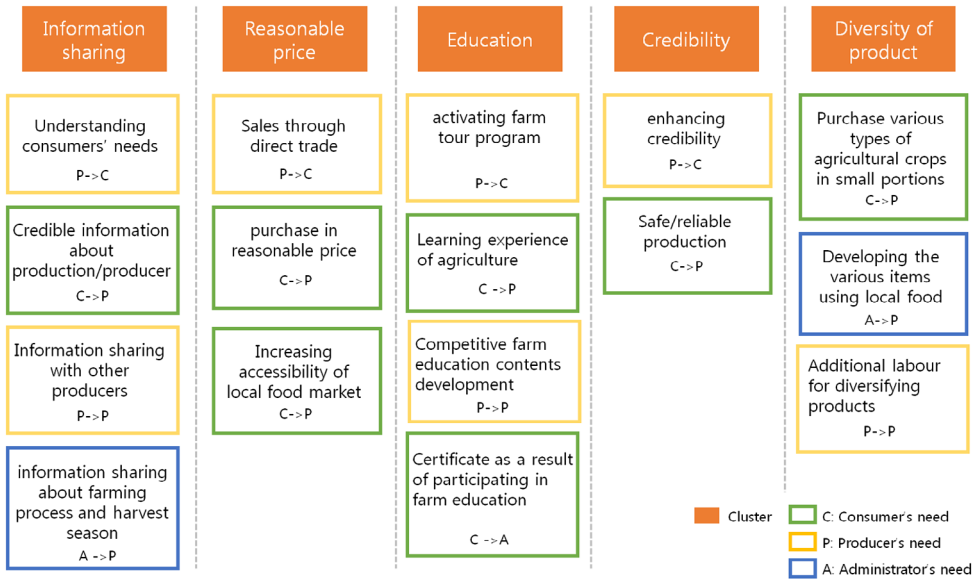 Information
sharing
Understanding
consumers' needs
P->C
Credible information
about
production/producer
C->P
Information sharing
with other
producers
P->P
information sharing
about farming
process and harvest
season
A ->P
Reasonable
price
Sales through
direct trade
P->C
purchase in
reasonable price
C->P
Increasing
accessibility of
local food market
C->P
Education
activating farm
tour program
P->C
Learning experience
of agriculture
C ->P
Competitive farm
education contents
development
P->P
Certificate as a result
of participating in
farm education
C ->A
Credibility
enhancing
credibility
P->C
Safe/reliable
production
C->P
Diversity of
product
Purchase various
types of
agricultural crops
in small portions
C->P
Developing the
various items
using local food
A->P
Additional labour
for diversifying
products
P->P
Cluster
C: Consumer's need
P: Producer's need
A: Administrator's need